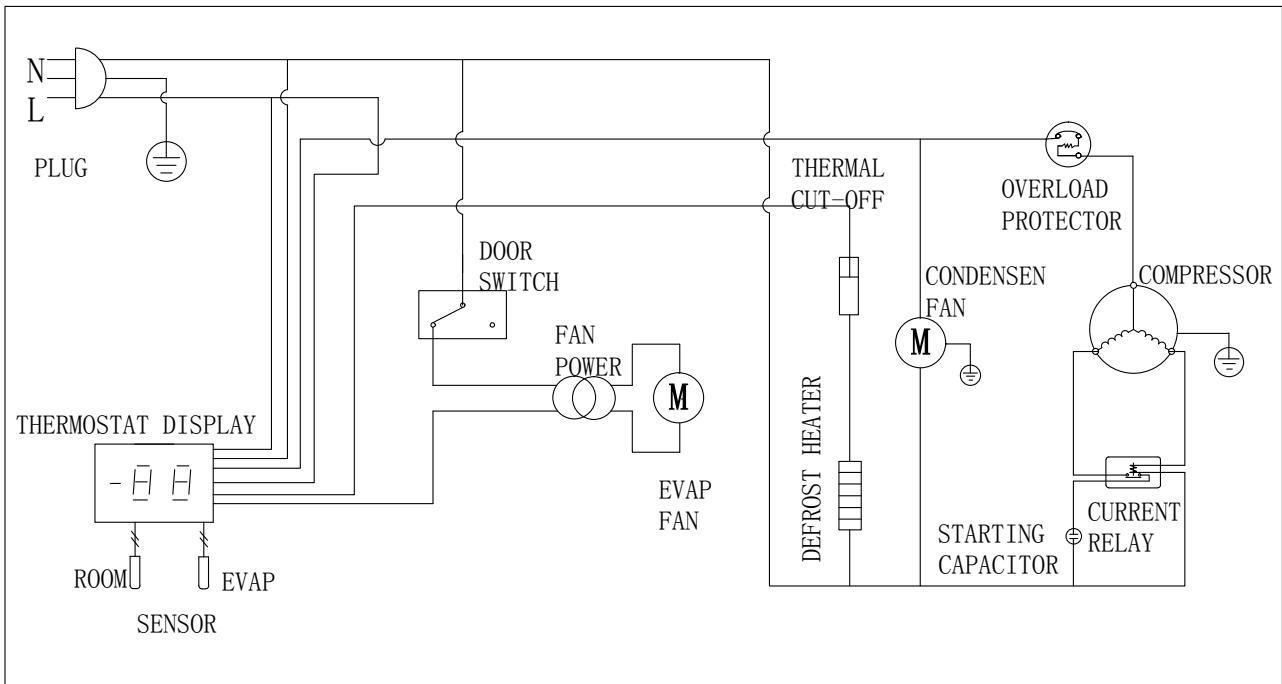 N
L
PLUG
THERMAL
CUT-OFF
OVERLOAD
PROTECTOR
DOOR
SWITCH
CONDENSEN
FAN
COMPRESSOR
FAN
POWER
M
M
THERMOSTAT DISPLAY
-88
DEFROST HEATER
EVAP
FAN
STARTING
CAPACITOR
CURRENT
RELAY
ROOM
EVAP
SENSOR